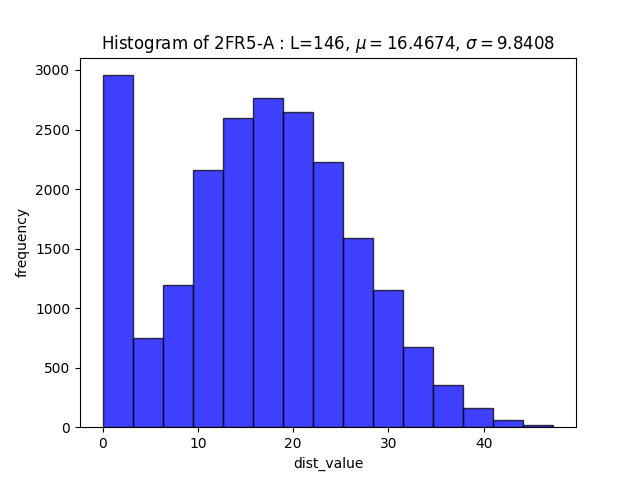 Histogram of 2FR5-A : L=146, μ = 16.4674, σ = 9.8408
3000
2500
2000
1500
1000
500
0
frequency
0 10 20 30 40
dist_value